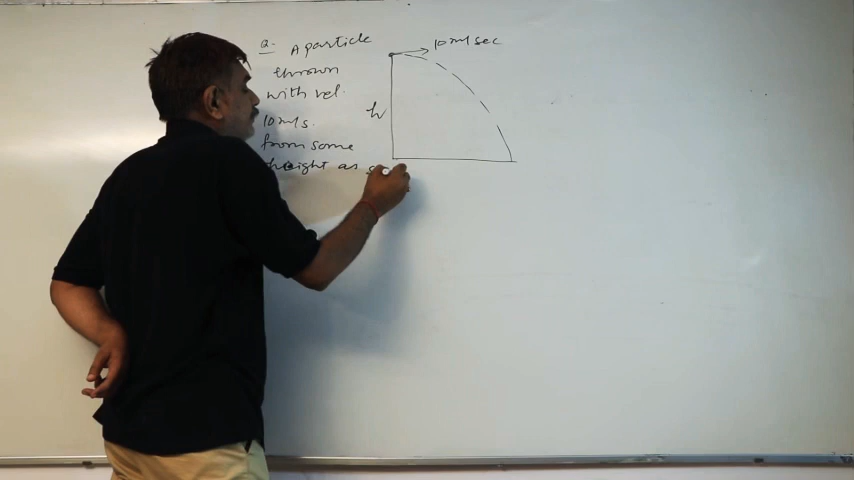 Q. A particle
thrown
with vel.
10 m/s.
from some
height as
10 m/sec
h